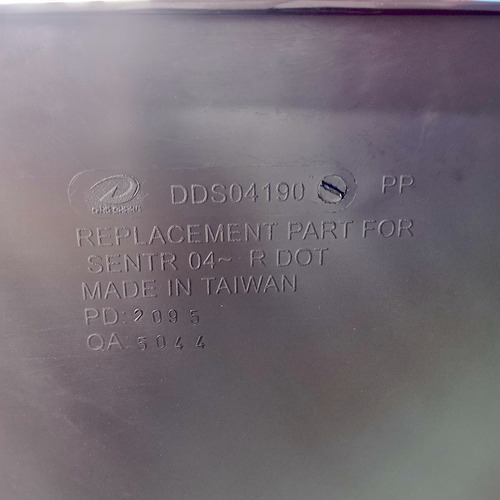 DDS04190 PP
REPLACEMENT PART FOR
SENTR 04~ R DOT
MADE IN TAIWAN
PD: 2095
QA: 5044